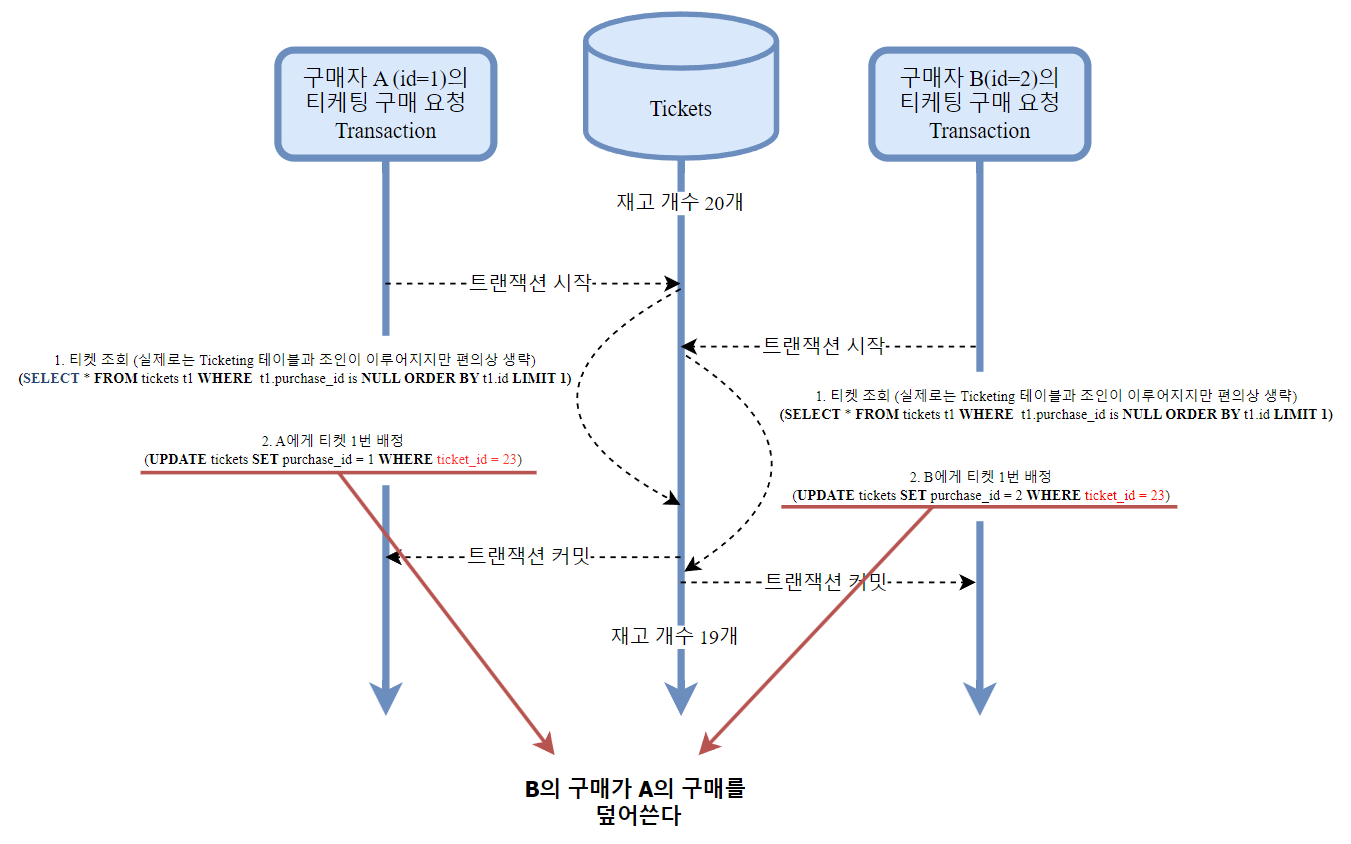 구매자 A (id=1)의
티케팅 구매 요청
Transaction
Tickets
구매자 B(id=2)의
티케팅 구매 요청
Transaction
재고 개수 20개
트랜잭션 시작
트랜잭션 시작
1. 티켓 조회 (실제로는 Ticketing 테이블과 조인이 이루어지지만 편의상 생략)
(SELECT * FROM tickets t1 WHERE t1.purchase_id is NULL ORDER BY t1.id LIMIT 1)
1. 티켓 조회 (실제로는 Ticketing 테이블과 조인이 이루어지지만 편의상 생략)
(SELECT * FROM tickets t1 WHERE t1.purchase_id is NULL ORDER BY t1.id LIMIT 1)
2. A에게 티켓 1번 배정
(UPDATE tickets SET purchase_id = 1 WHERE ticket_id = 23)
2. B에게 티켓 1번 배정
(UPDATE tickets SET purchase_id = 2 WHERE ticket_id = 23)
트랜잭션 커밋
트랜잭션 커밋
재고 개수 19개
B의 구매가 A의 구매를
덮어쓴다